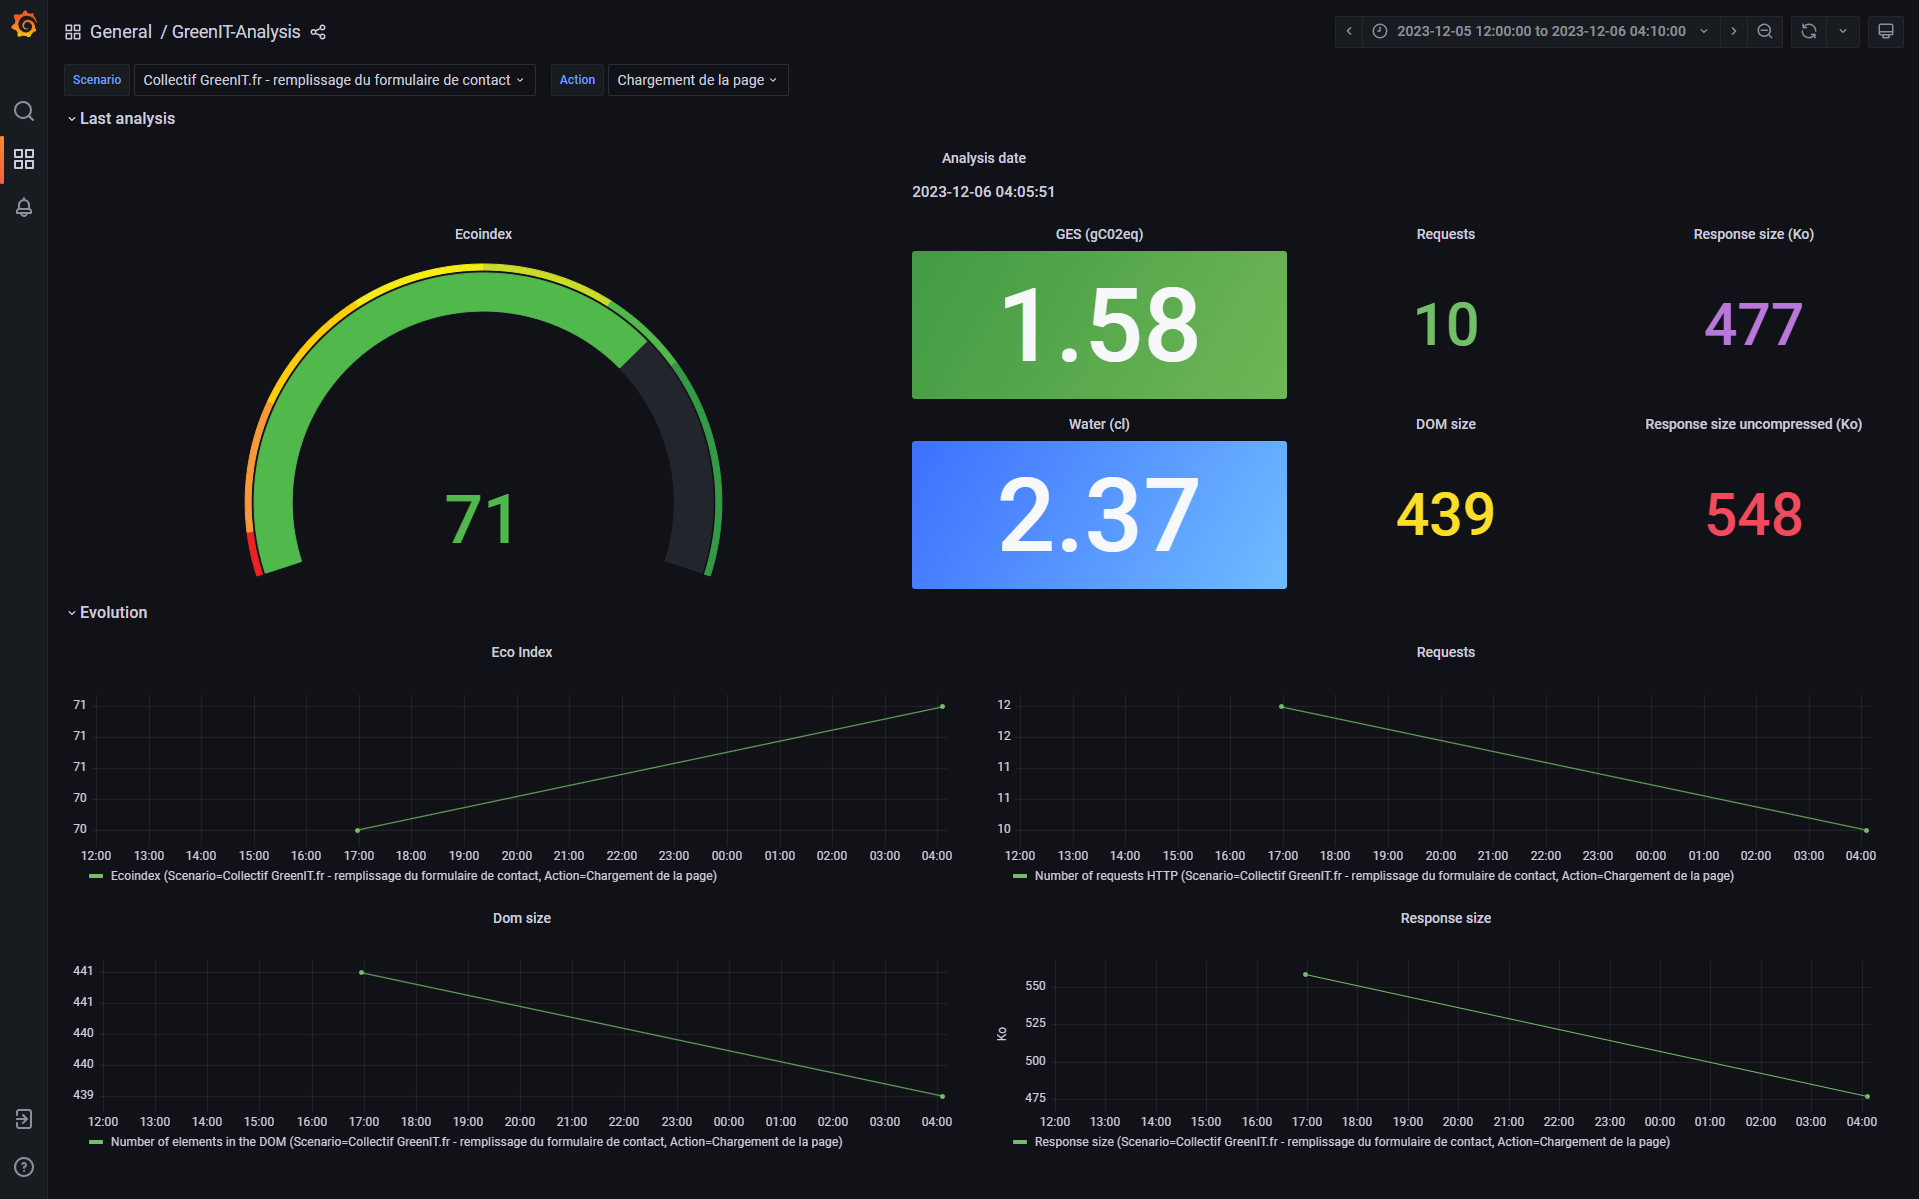 General / GreenIT-Analysis
2023-12-05 12:00:00 to 2023-12-06 04:10:00
Scenario Collectif GreenIT.fr - remplissage du formulaire de contact Action Chargement de la page
Last analysis
Analysis date
2023-12-06 04:05:51
Ecoindex
71
GES (gC02eq)
1.58
Requests
10
Response size (Ko)
477
Water (cl)
2.37
DOM size
439
Response size uncompressed (Ko)
548
Evolution
Eco Index
71
71
71
70
70
12:00 13:00 14:00 15:00 16:00 17:00 18:00 19:00 20:00 21:00 22:00 23:00 00:00 01:00 02:00 03:00 04:00
Ecoindex (Scenario=Collectif GreenIT.fr - remplissage du formulaire de contact, Action=Chargement de la page)
Requests
12
12
11
11
10
12:00 13:00 14:00 15:00 16:00 17:00 18:00 19:00 20:00 21:00 22:00 23:00 00:00 01:00 02:00 03:00 04:00
Number of requests HTTP (Scenario=Collectif GreenIT.fr - remplissage du formulaire de contact, Action=Chargement de la page)
Dom size
441
441
440
440
439
12:00 13:00 14:00 15:00 16:00 17:00 18:00 19:00 20:00 21:00 22:00 23:00 00:00 01:00 02:00 03:00 04:00
Number of elements in the DOM (Scenario=Collectif GreenIT.fr - remplissage du formulaire de contact, Action=Chargement de la page)
Response size
Ko
550
525
500
475
12:00 13:00 14:00 15:00 16:00 17:00 18:00 19:00 20:00 21:00 22:00 23:00 00:00 01:00 02:00 03:00 04:00
Response size (Scenario=Collectif GreenIT.fr - remplissage du formulaire de contact, Action=Chargement de la page)